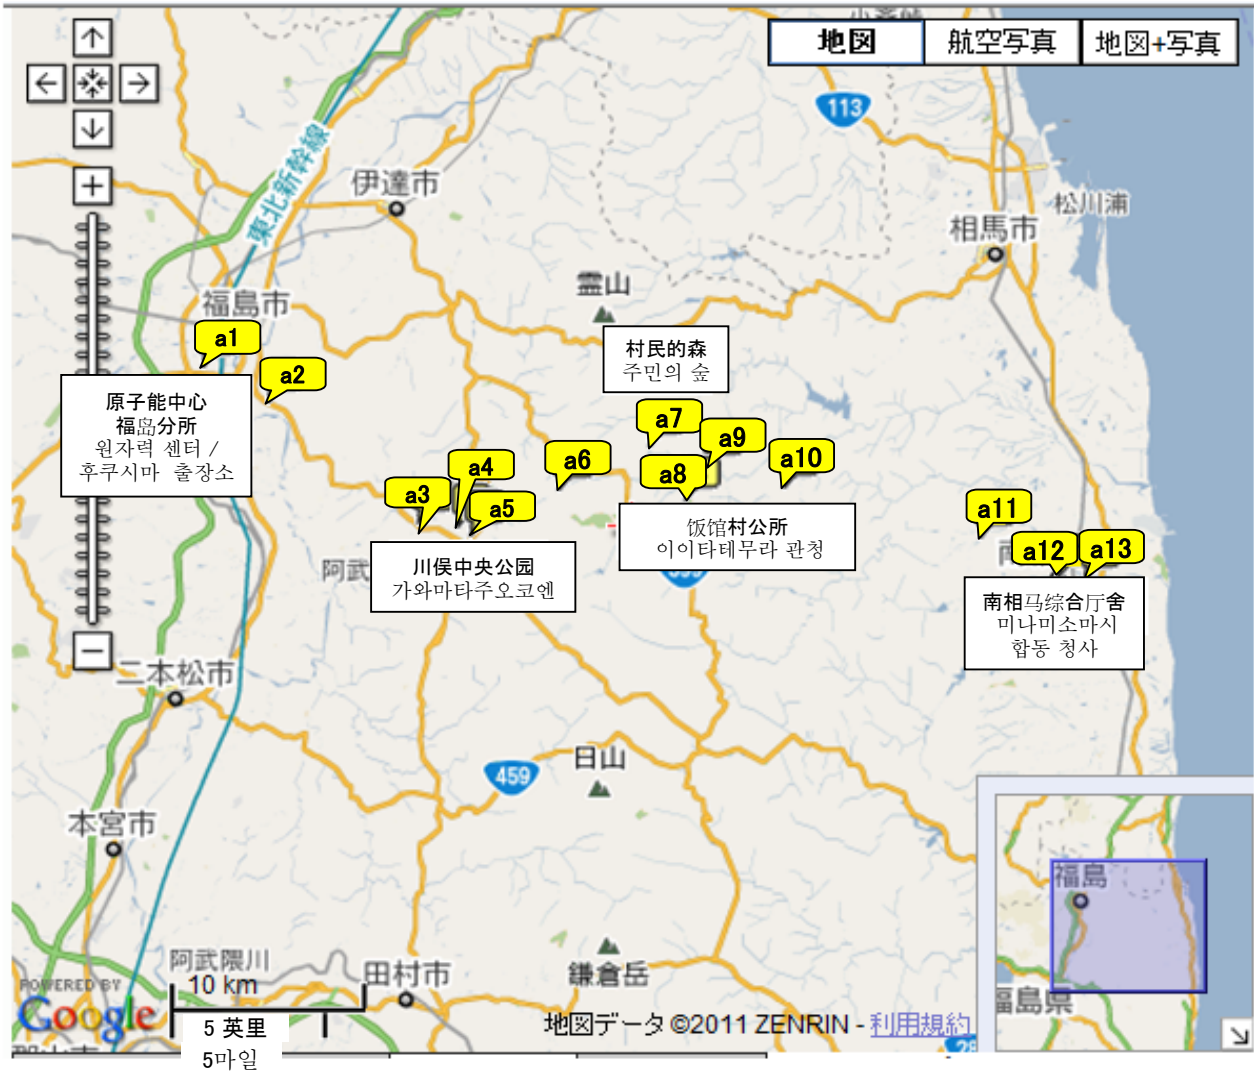 地図
航空写真
地図+写真
113
東北新幹線
伊達市
松川浦
相馬市
霊山
福島市
a1
村民的森
주민의 숲
a2
原子能中心
福岛分所
원자력 센터 /
후쿠시마 출장소
a7
a9
a4
a6
a8
a10
a3
a5
a11
饭馆村公所
이이타테무라 관청
a12
a13
阿武
川俣中央公园
가와마타주오코엔
南相马综合厅舍
미나미소마시
합동 청사
二本松市
459
日山
本宮市
福島
阿武隈川
10 km
田村市
鎌倉岳
福島県
POWERED BY
Google
5 英里
5마일
地図データ ©2011 ZENRIN - 利用規約